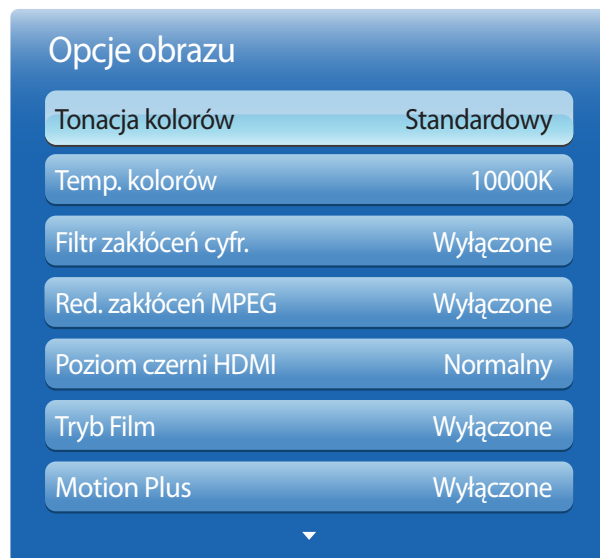 Opcje obrazu
Tonacja kolorów Standardowy
Temp. kolorów 10000K
Filtr zakłóceń cyfr. Wyłączone
Red. zakłóceń MPEG Wyłączone
Poziom czerni HDMI Normalny
Tryb Film Wyłączone
Motion Plus Wyłączone